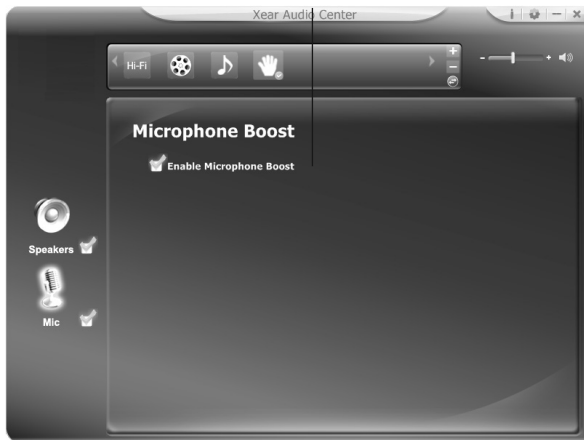 Xear Audio Center
Hi-Fi
Microphone Boost
Enable Microphone Boost
Speakers
Mic